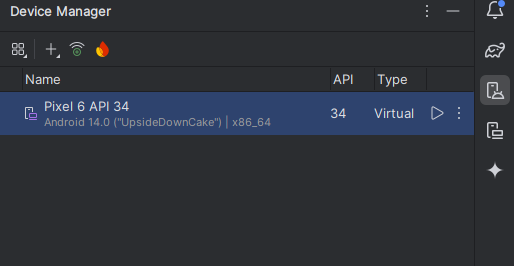 Device Manager
Name API Type
Pixel 6 API 34 34 Virtual
Android 14.0 ("UpsideDownCake") | x86_64